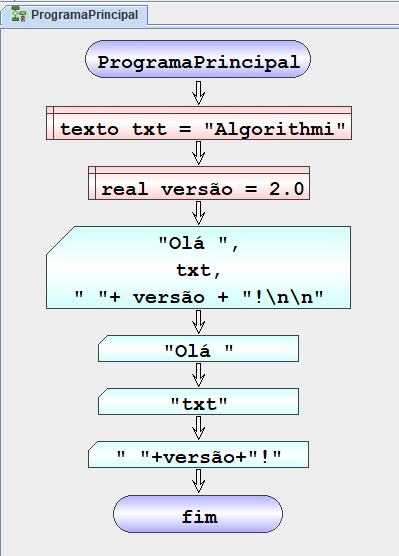 ProgramaPrincipal
ProgramaPrincipal
texto txt = "Algorithmi"
real versão = 2.0
"Olá ",
txt,
" "+ versão + "!\n\n"
"Olá "
"txt"
" "+versão+"!"
fim